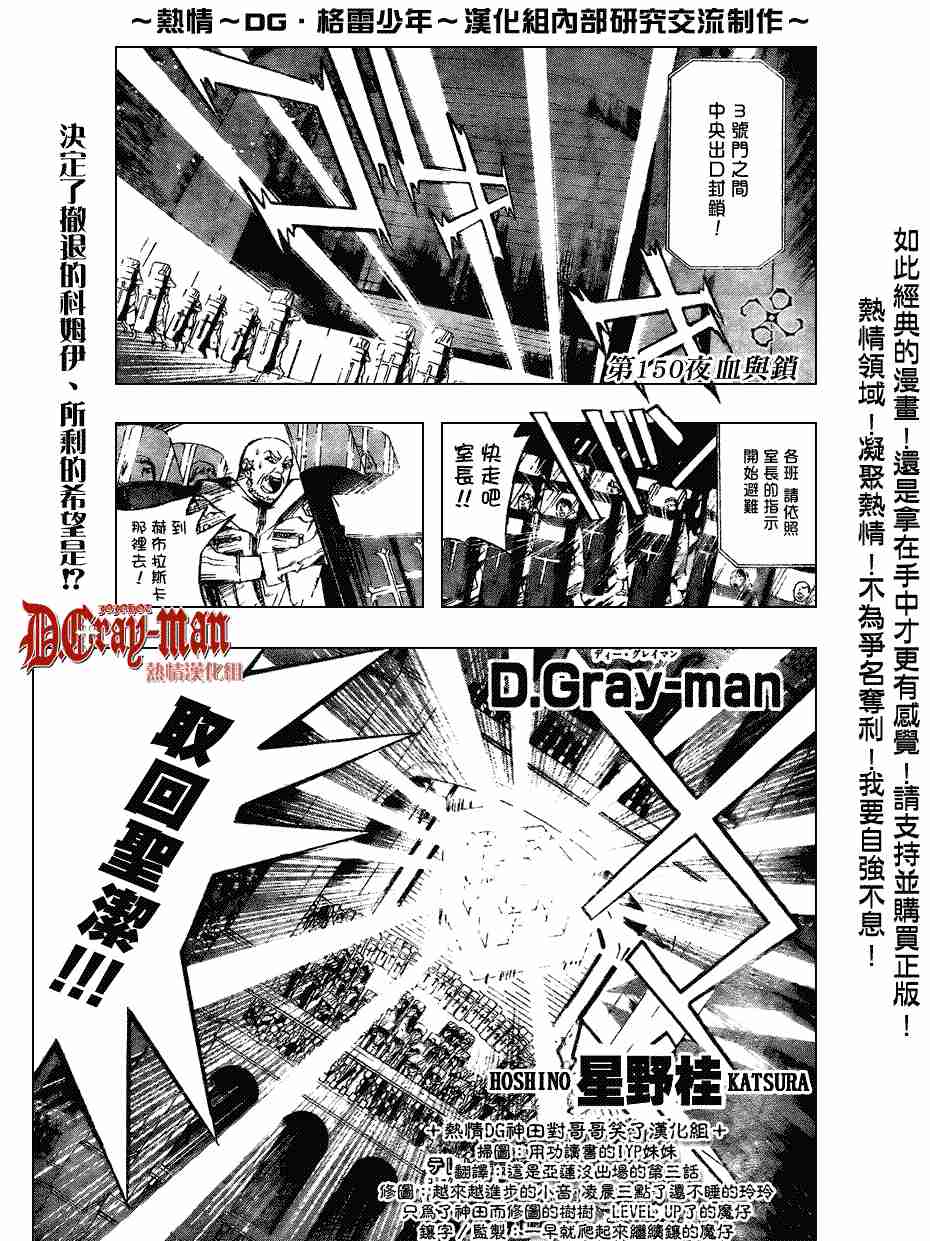 ～熱情～DG·格雷少年～漢化組內部研究交流制作～
3號門之間
中央出口封鎖！
第150夜血與鎖
決定了撤退的科姆伊、所剩的希望是!?
各班 請依照
室長的指示
開始避難
快走吧
室長!!
到
赫布拉斯卡
那裡去！
D.Gray-man
熱情漢化組
ディー・グレイマン
D.Gray-man
取回聖潔!!!
HOSHINO 星野桂 KATSURA
+熱情DG神田對哥哥笑了漢化組+
掃圖：用功讀書的IYP妹妹
翻譯：這是亞蓮沒出場的第三話
修圖：越來越進步的小啻 凌晨三點了還不睡的玲玲
只爲了神田而修圖的樹樹 LEVEL UP了的魔仔
鑲字/監製：一早就爬起來繼續鑲的魔仔
如此經典的漫畫！還是拿在手中才更有感覺！請支持並購買正版！
熱情領域！凝聚熱情！不為爭名奪利！我要自強不息！